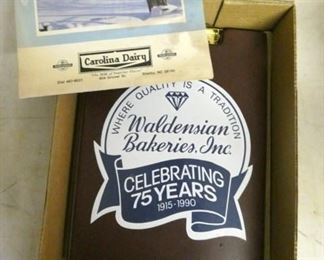 Carolina Dairy
WHERE QUALITY IS A TRADITION
Waldensian
Bakeries, Inc.
CELEBRATING
75 YEARS
1915-1990